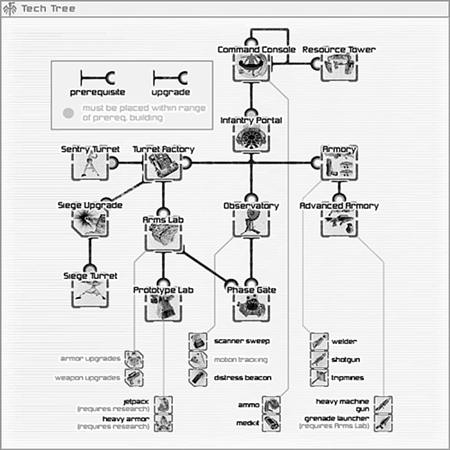 Tech Tree
Command Console
Resource Tower
prerequisite
upgrade
must be placed within range
of prereq. building
Infantry Portal
Sentry Turret
Turret Factory
Armory
Siege Upgrade
Arms Lab
Observatory
Advanced Armory
Siege Turret
Prototype Lab
Phase Gate
scanner sweep
welder
armor upgrades
motion tracking
shotgun
weapon upgrades
distress beacon
tripmines
jetpack
(requires research)
heavy armor
(requires research)
ammo
medkit
heavy machine
gun
grenade launcher
(requires Arms Lab)